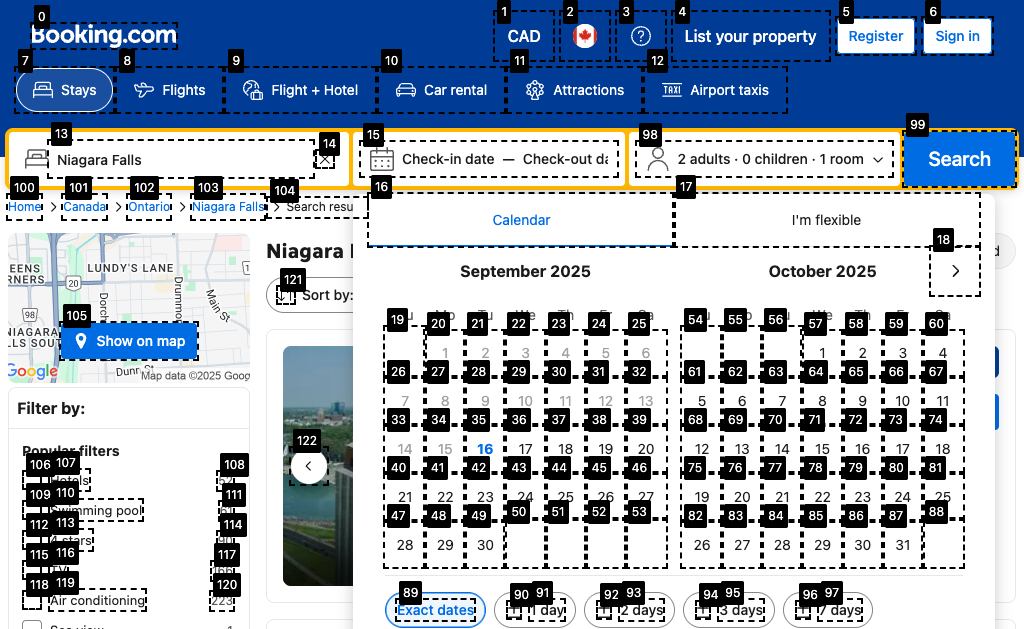 0 1 2 3 4 5 6
Booking.com CAD List your property Register Sign in
7 8 9 10 11 12
Stays Flights Flight + Hotel Car rental Attractions Airport taxis
13 14 15 98 99
Niagara Falls Check-in date — Check-out da 2 adults · 0 children · 1 room Search
100 101 102 103 104 16 17
Home Canada Ontario Niagara Falls Search resu
Calendar I'm flexible
18
Niagara
September 2025 October 2025
LUNDY'S LANE
20
121
Sort by:
Drummo
Main St
98
105
Show on map
Google Map data ©2025 Goog
19 20 21 22 23 24 25 54 55 56 57 58 59 60
1 2 3 4 5 6 1 2 3 4
26 27 28 29 30 31 32 61 62 63 64 65 66 67
7 8 9 10 11 12 13 5 6 7 8 9 10 11
33 34 35 36 37 38 39 68 69 70 71 72 73 74
14 15 16 17 18 19 20 12 13 14 15 16 17 18
40 41 42 43 44 45 46 75 76 77 78 79 80 81
21 22 23 24 25 26 27 19 20 21 22 23 24 25
47 48 49 50 51 52 53 82 83 84 85 86 87 88
28 29 30 26 27 28 29 30 31
89 90 91 92 93 94 95 96 97
Exact dates 1 day 2 days 3 days 7 days
Filter by:
Popular filters
122
106 107 108
Hotels
109 110 111
Swimming pool
112 113 114
4 stars
115 116 117
118 119 120
Air conditioning 223
Sea view 1